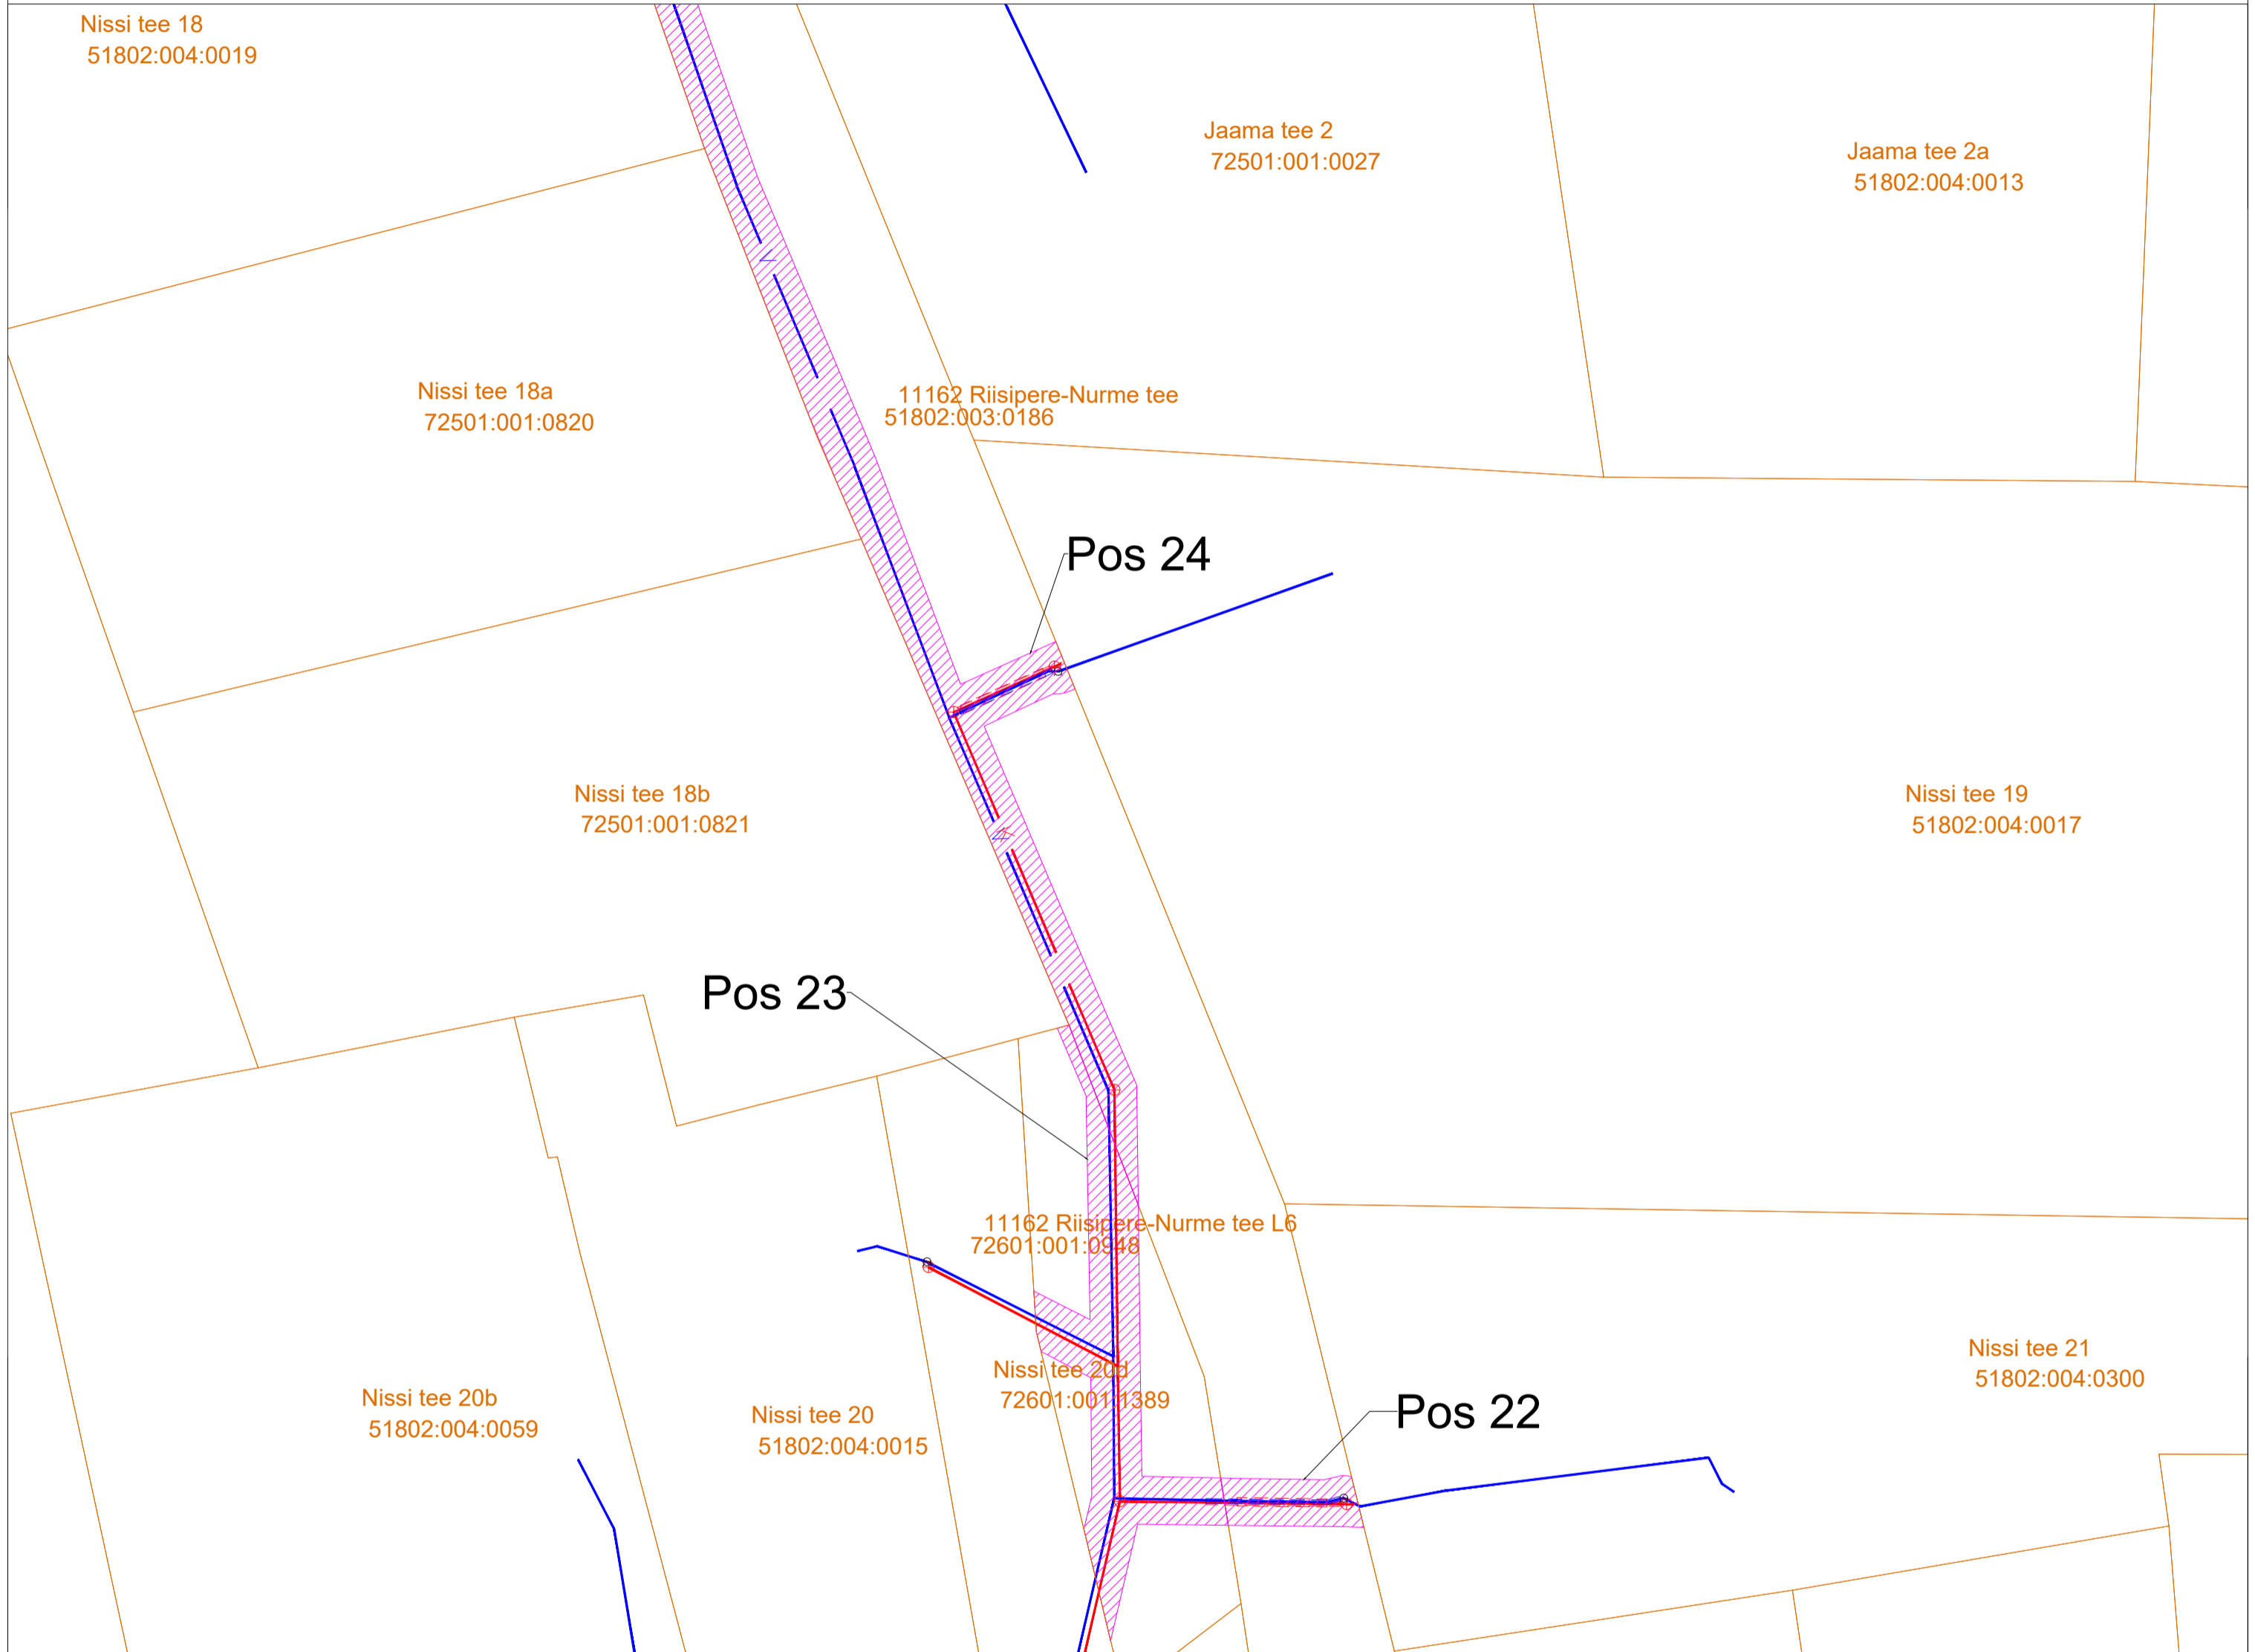 Nissi tee 18
51802:004:0019
Jaama tee 2
72501:001:0027
Jaama tee 2a
51802:004:0013
Nissi tee 18a
72501:001:0820
11162 Riisipere-Nurme tee
51802:003:0186
Pos 24
V
Nissi tee 18b
72501:001:0821
Nissi tee 19
51802:004:0017
Pos 23
11162 Riisipere-Nurme tee L6
72601:001:0948
Nissi tee 20d
72601:001:1389
Nissi tee 21
51802:004:0300
Nissi tee 20b
51802:004:0059
Nissi tee 20
51802:004:0015
Pos 22